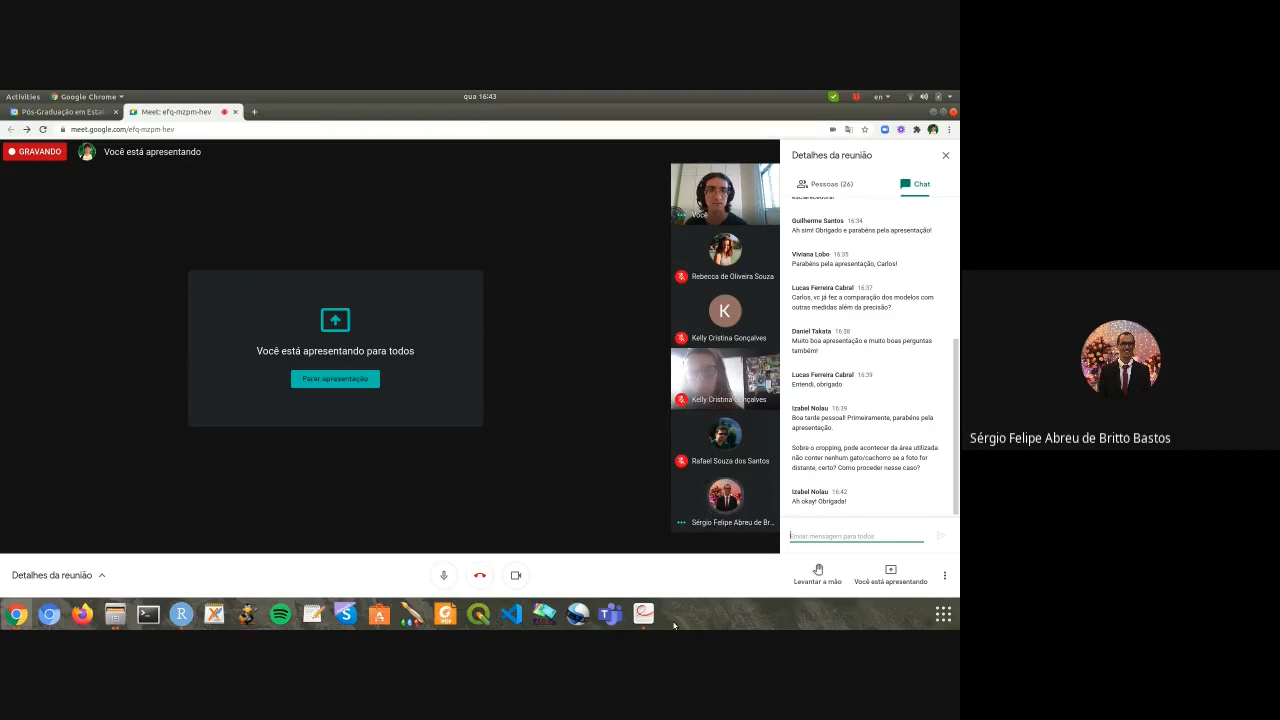 Activities
Google Chrome
qua 16:43
en
Pós-Graduação em Esta
Meet: efq-mzpm-hev
meet.google.com/efq-mzpm-hev
GRAVANDO
Você está apresentando
Você está apresentando para todos
Parar apresentação
Você
Rebecca de Oliveira Souza
K
Kelly Cristina Gonçalves
Kelly Cristina Gonçalves
Rafael Souza dos Santos
Sérgio Felipe Abreu de Br...
Detalhes da reunião
Pessoas (26)
Chat
Guilherme Santos 16:34
Ah sim! Obrigado e parabéns pela apresentação!
Viviana Lobo 16:35
Parabéns pela apresentação, Carlos!
Lucas Ferreira Cabral 16:37
Carlos, vc já fez a comparação dos modelos com
outras medidas além da precisão?
Daniel Takata 16:38
Muito boa apresentação e muito boas perguntas
também!
Lucas Ferreira Cabral 16:39
Entendi, obrigado
Izabel Nolau 16:39
Boa tarde pessoal! Primeiramente, parabéns pela
apresentação.
Sobre o cropping, pode acontecer da área utilizada
não conter nenhum gato/cachorro se a foto for
distante, certo? Como proceder nesse caso?
Izabel Nolau 16:42
Ah okay! Obrigada!
Enviar mensagem para todos
Detalhes da reunião
Levantar a mão
Você está apresentando
Sérgio Felipe Abreu de Britto Bastos